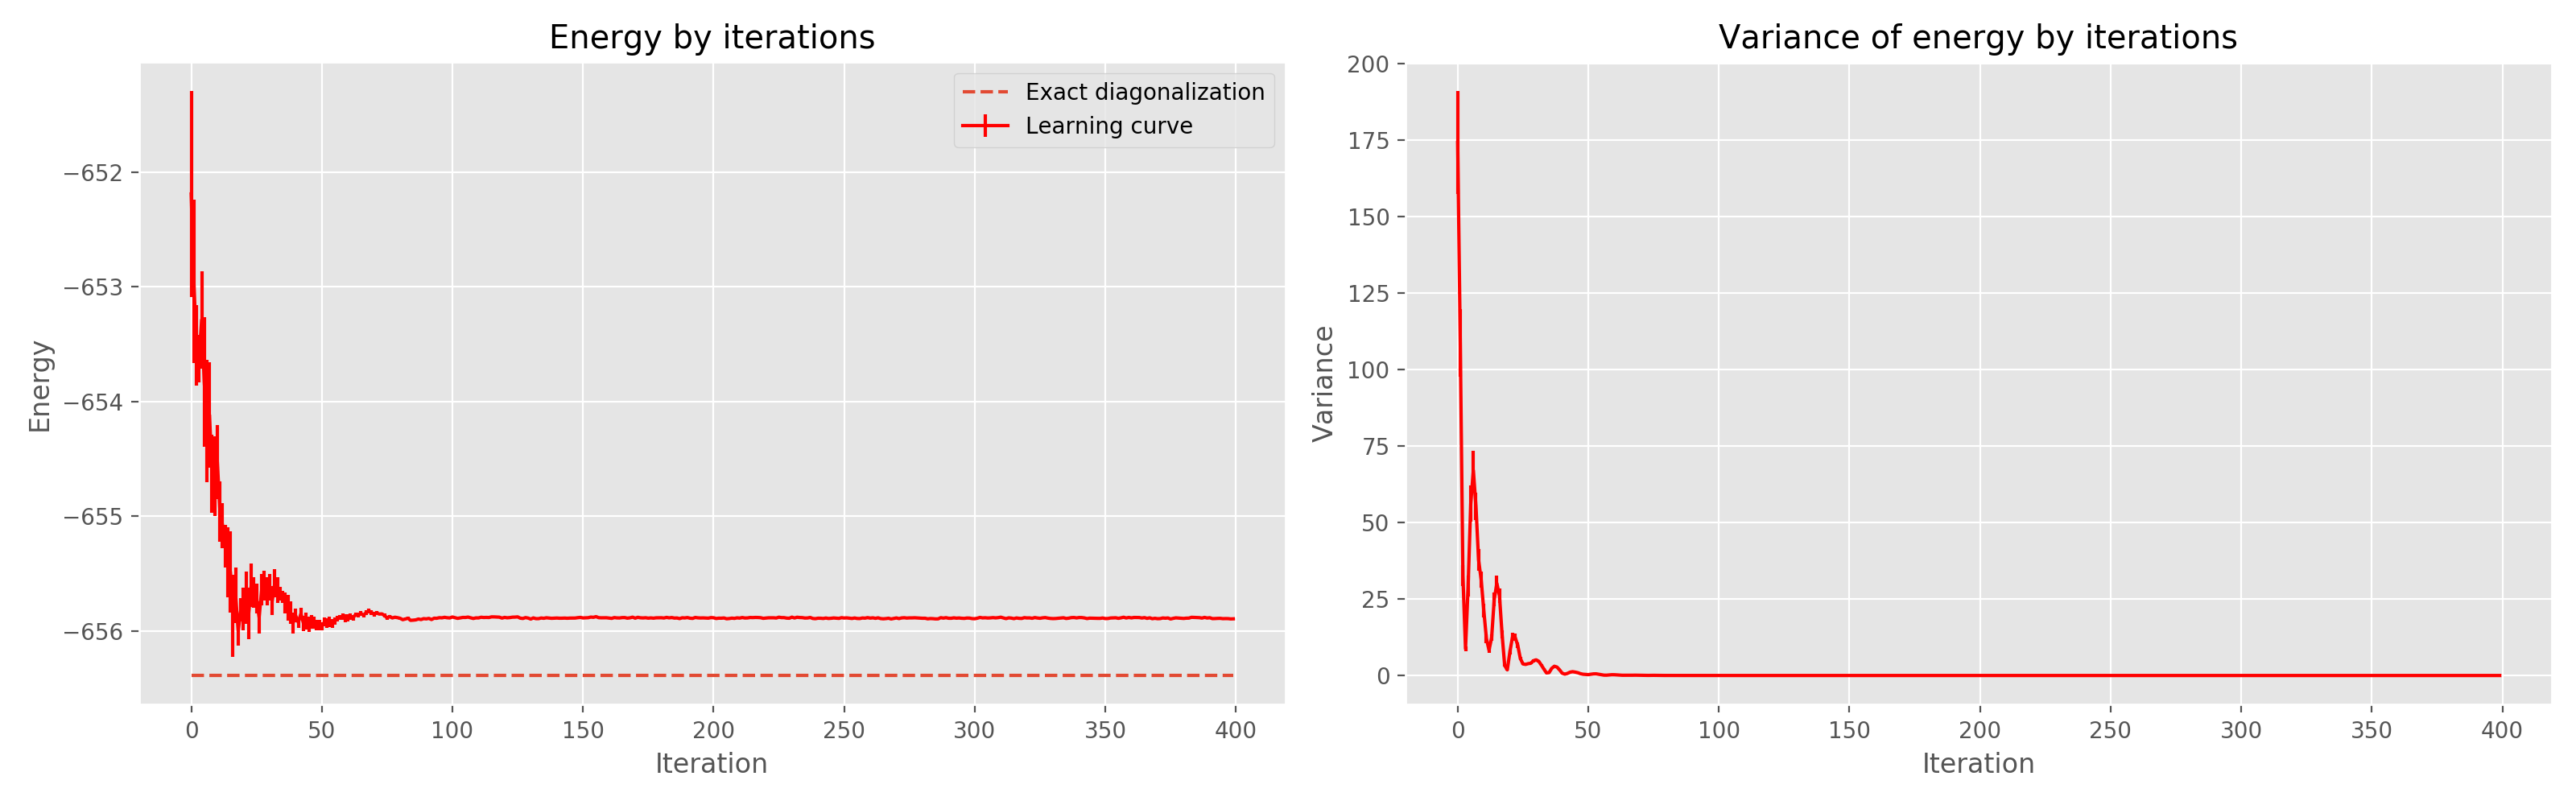 Energy by iterations
Exact diagonalization
Learning curve
Energy
−652
−653
−654
−655
−656
0 50 100 150 200 250 300 350 400
Iteration
Variance of energy by iterations
Variance
200
175
150
125
100
75
50
25
0
0 50 100 150 200 250 300 350 400
Iteration